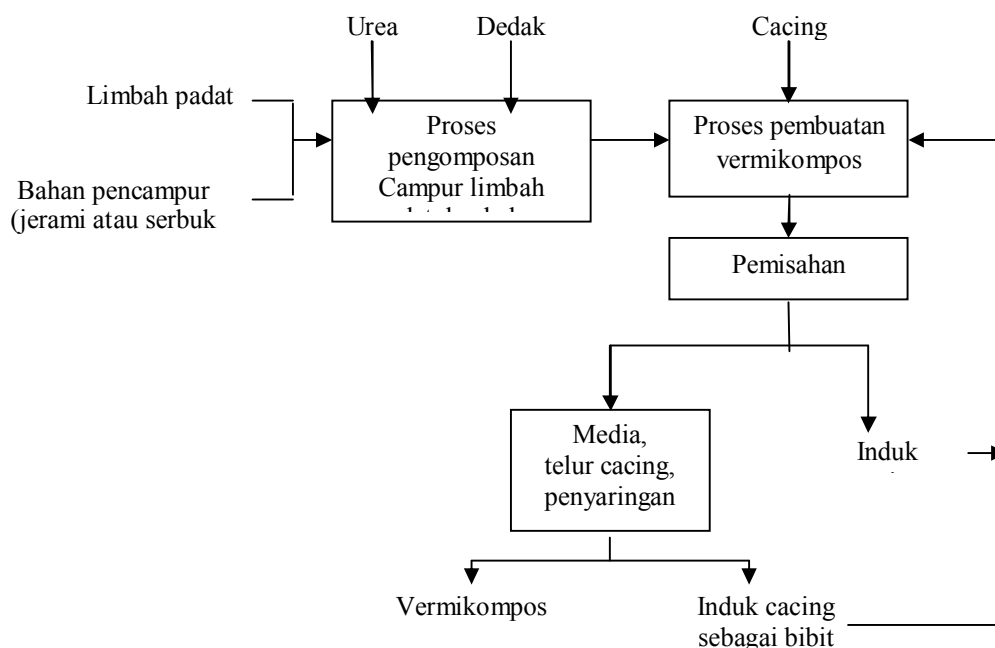 Urea
Dedak
Cacing
Limbah padat
Proses
pengomposan
Campur limbah
Proses pembuatan
vermikompos
Bahan pencampur
(jerami atau serbuk
Pemisahan
Media,
telur cacing,
penyaringan
Induk
Vermikompos
Induk cacing
sebagai bibit